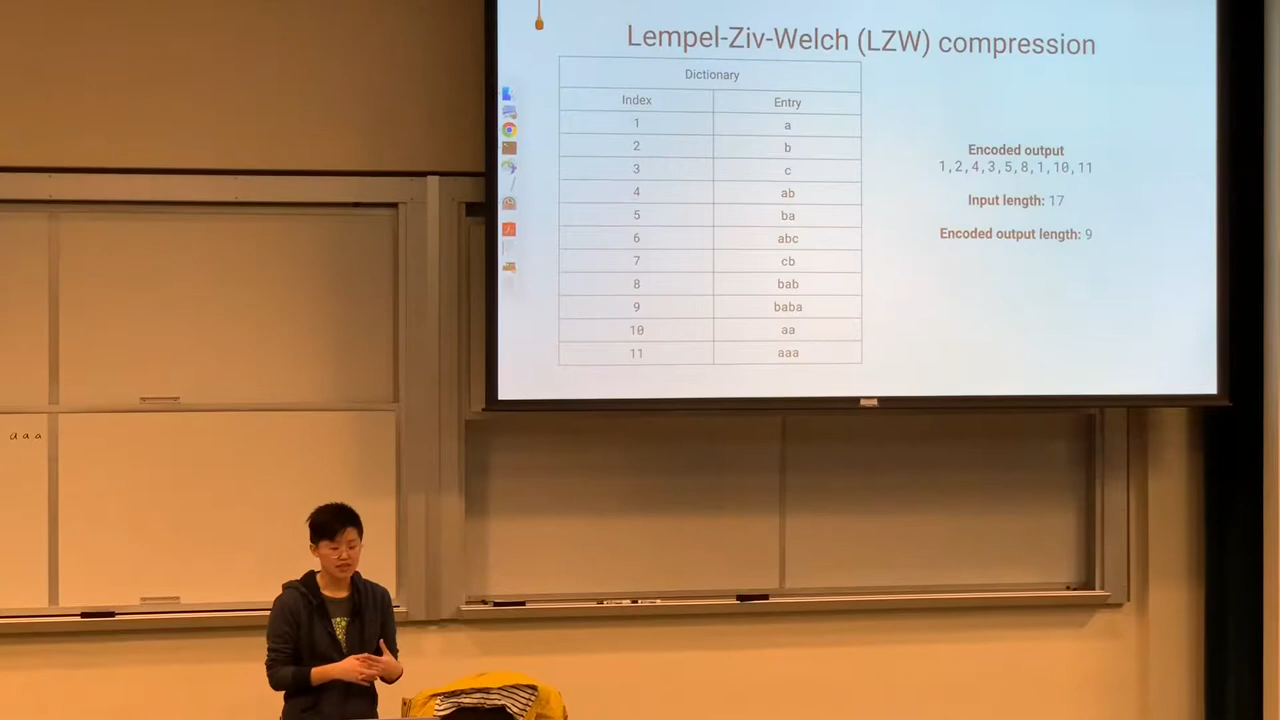 Lempel-Ziv-Welch (LZW) compression
Dictionary
Index Entry
1 a
2 b
3 c
4 ab
5 ba
6 abc
7 cb
8 bab
9 baba
10 aa
11 aaa
Encoded output
1,2,4,3,5,8,1,10,11
Input length: 17
Encoded output length: 9
a a a